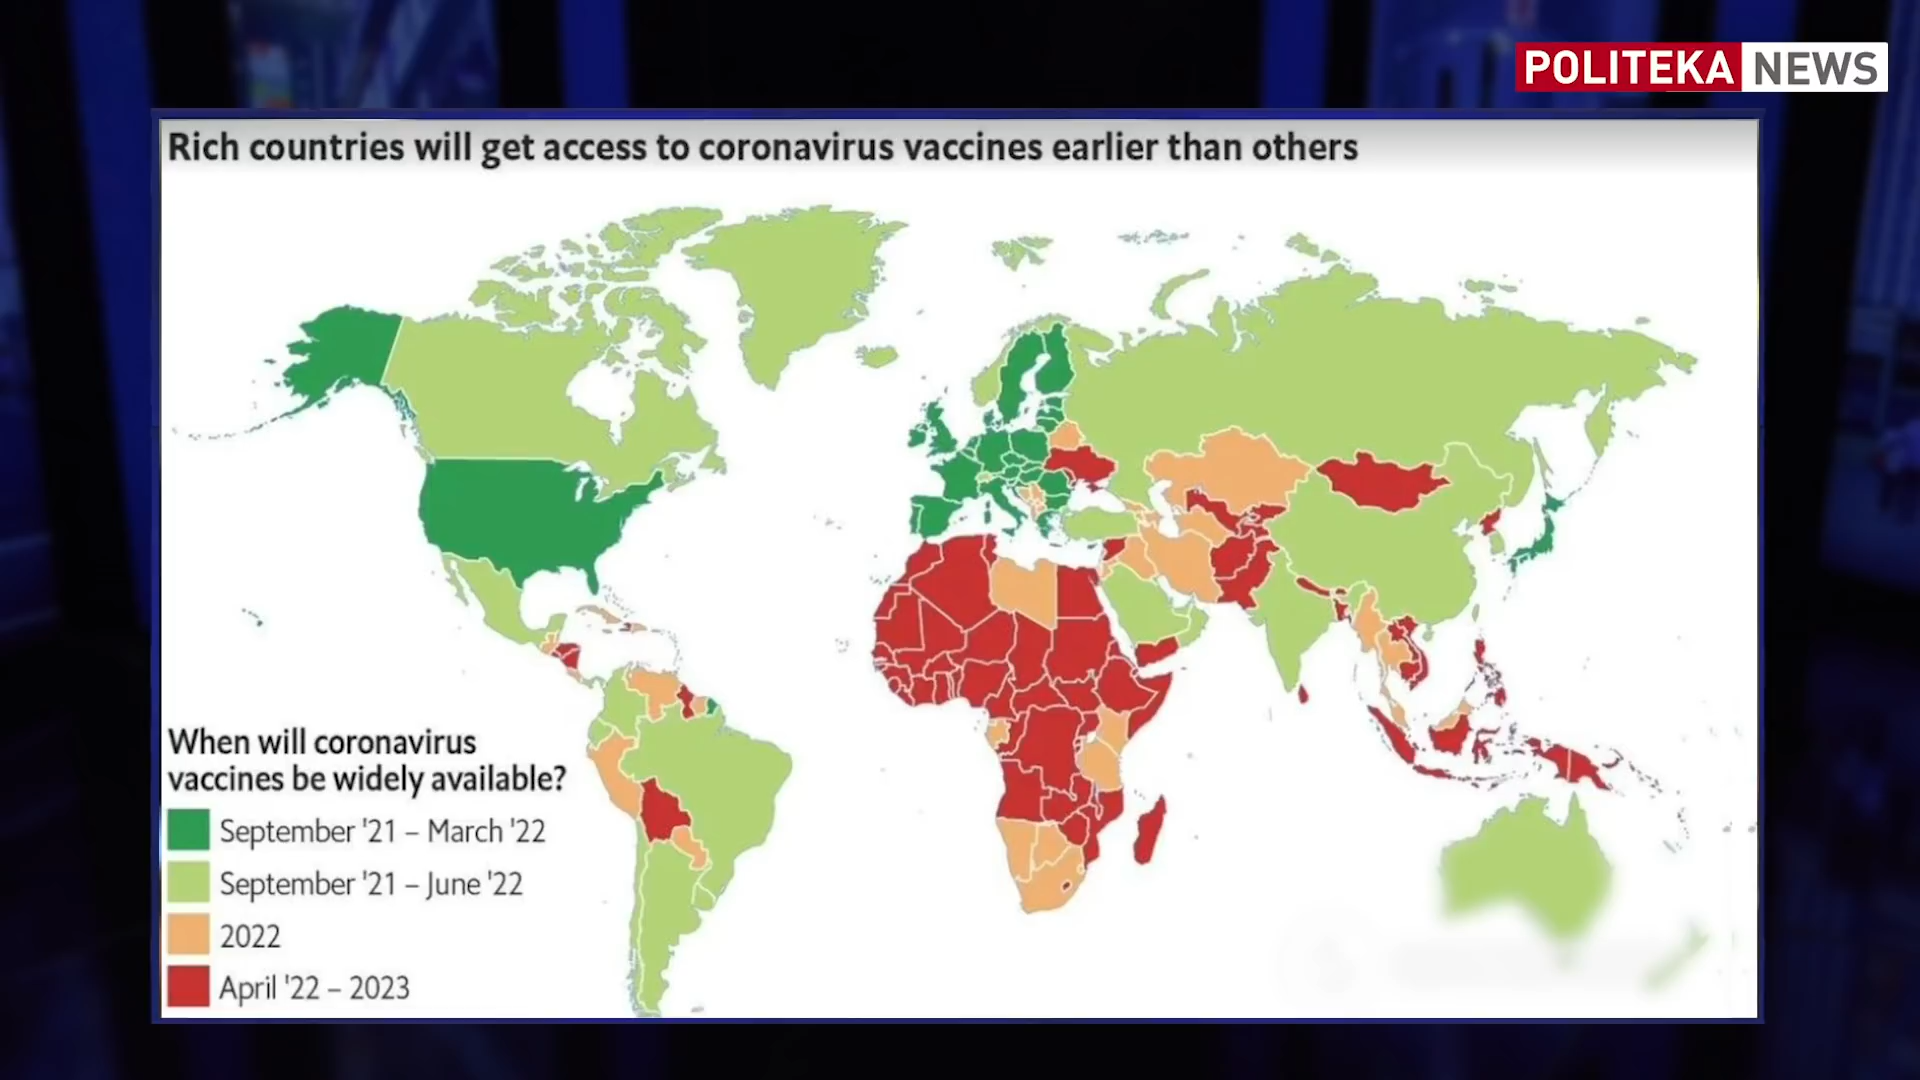 POLITEKA NEWS
Rich countries will get access to coronavirus vaccines earlier than others
When will coronavirus
vaccines be widely available?
September '21 – March '22
September '21 – June '22
2022
April '22 – 2023